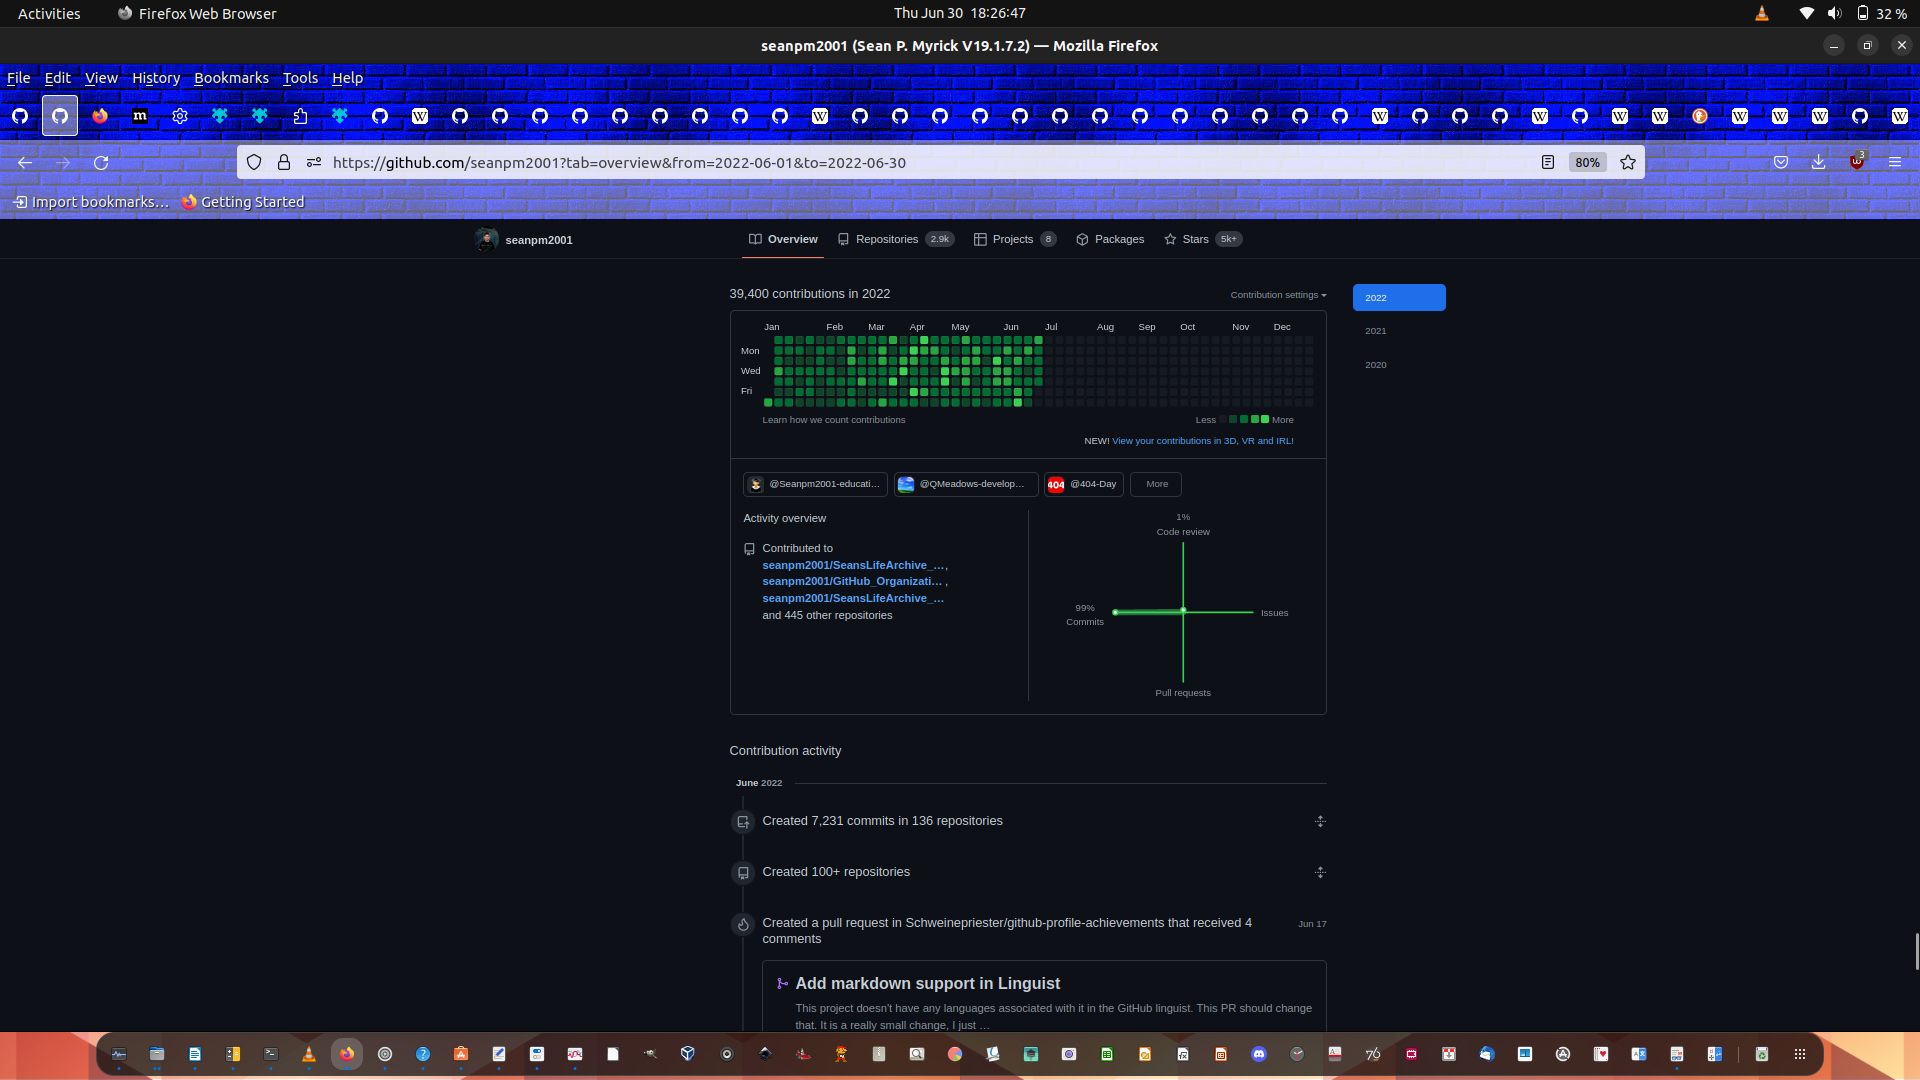 Activities
Firefox Web Browser
Thu Jun 30 18:26:47
32 %
seanpm2001 (Sean P. Myrick V19.1.7.2) — Mozilla Firefox
File Edit View History Bookmarks Tools Help
https://github.com/seanpm2001?tab=overview&from=2022-06-01&to=2022-06-30
80%
3
Import bookmarks…
Getting Started
seanpm2001
Overview
Repositories 2.9k
Projects 8
Packages
Stars 5k+
39,400 contributions in 2022
Contribution settings
2022
2021
2020
Jan Feb Mar Apr May Jun Jul Aug Sep Oct Nov Dec
Mon
Wed
Fri
Learn how we count contributions
Less More
NEW! View your contributions in 3D, VR and IRL!
@Seanpm2001-educati…
@QMeadows-develop…
404 @404-Day
More
Activity overview
Contributed to
seanpm2001/SeansLifeArchive_…,
seanpm2001/GitHub_Organizati… ,
seanpm2001/SeansLifeArchive_…
and 445 other repositories
1%
Code review
99%
Commits
Issues
Pull requests
Contribution activity
June 2022
Created 7,231 commits in 136 repositories
Created 100+ repositories
Created a pull request in Schweinepriester/github-profile-achievements that received 4
comments
Jun 17
Add markdown support in Linguist
This project doesn't have any languages associated with it in the GitHub linguist. This PR should change
that. It is a really small change, I just …